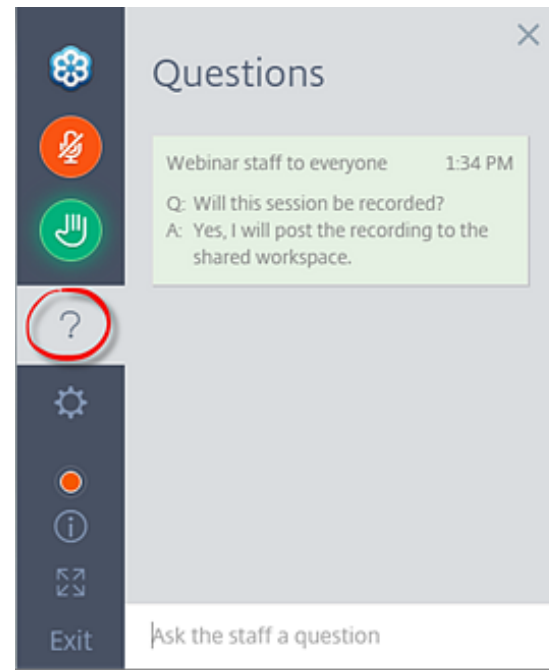 Questions
Webinar staff to everyone 1:34 PM
Q: Will this session be recorded?
A: Yes, I will post the recording to the
shared workspace.
?
Exit
Ask the staff a question